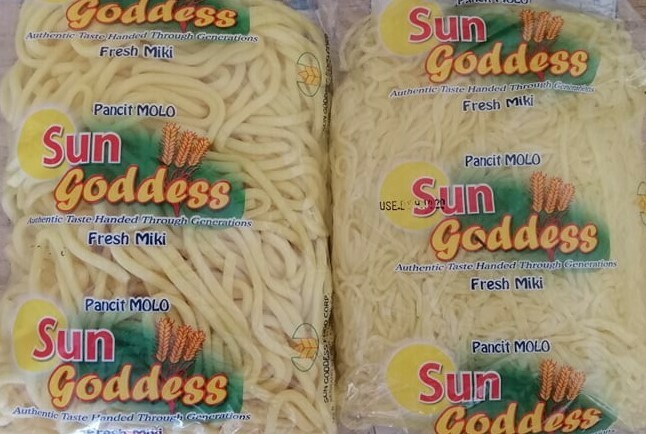 Goddess
Authentic Taste Handed Through Generations
Fresh Miki
Pancit MOLO
Sun
Goddess
Authentic Taste Handed Through Generations
Fresh Miki
Pancit MOLO
Sun
Goddess
Authentic Taste Handed Through Generations
Fresh Miki
Pancit MOLO
Sun
Goddess
Authentic Taste Handed Through Generations
Fresh Miki
Pancit MOLO
Sun
Goddess
Authentic Taste Handed Through Generations
Fresh Miki
Pancit MOLO
Sun
Goddess